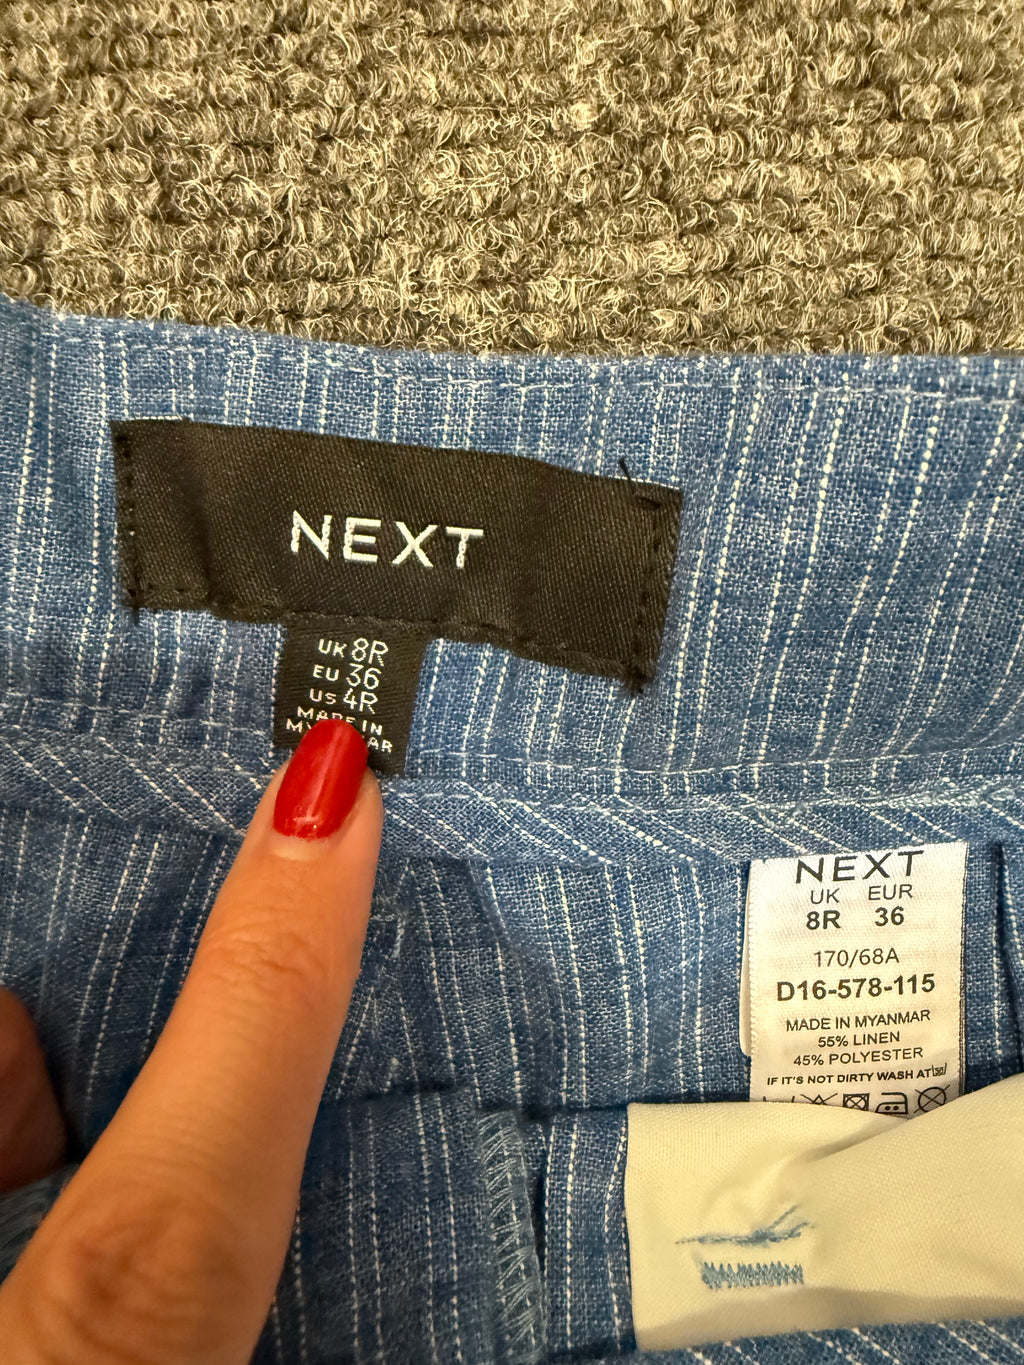 NEXT
UK 8R
EU 36
US 4R
MADE IN
NEXT
UK EUR
8R 36
170/68A
D16-578-115
MADE IN MYANMAR
55% LINEN
45% POLYESTER
IF IT'S NOT DIRTY WASH AT